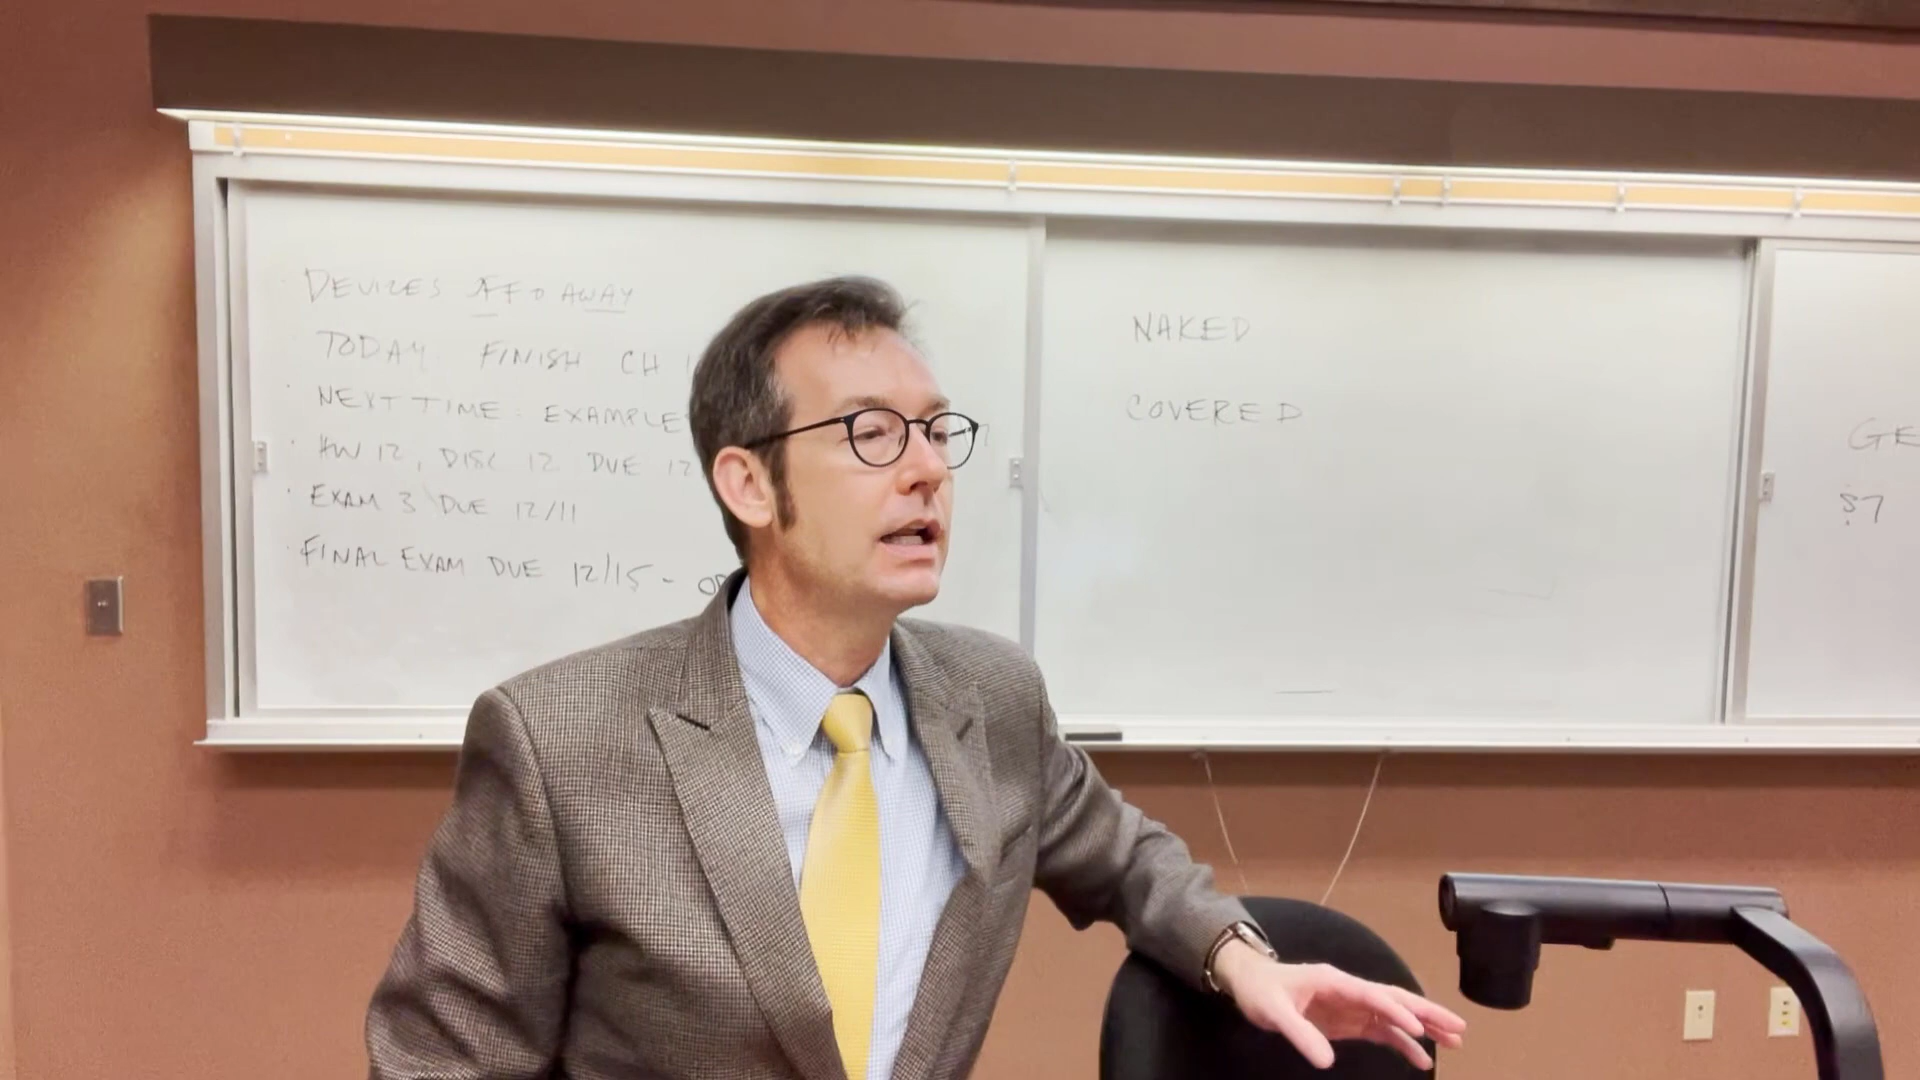 DEVICES OFF & AWAY
TODAY FINISH CH
NEXT TIME: EXAMPLE
HW 12, DISC 12 DUE 12
EXAM 3 DUE 12/11
FINAL EXAM DUE 12/15 -
NAKED
COVERED
GE
$7